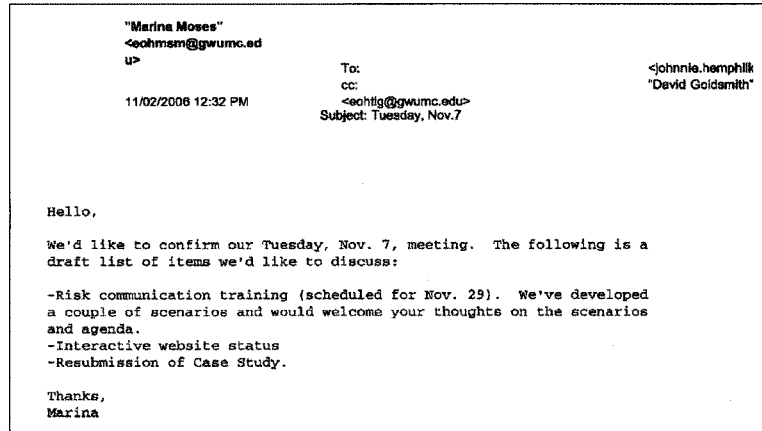 "Marina Moses"
<eohmsm@gwumc.ed
u>
To: <johnnie.hemphilk
cc: "David Goldsmith"
11/02/2006 12:32 PM <eohtlg@gwumc.edu>
Subject: Tuesday, Nov.7
Hello,
We'd like to confirm our Tuesday, Nov. 7, meeting. The following is a
draft list of items we'd like to discuss:
-Risk communication training (scheduled for Nov. 29). We've developed
a couple of scenarios and would welcome your thoughts on the scenarios
and agenda.
-Interactive website status
-Resubmission of Case Study.
Thanks,
Marina